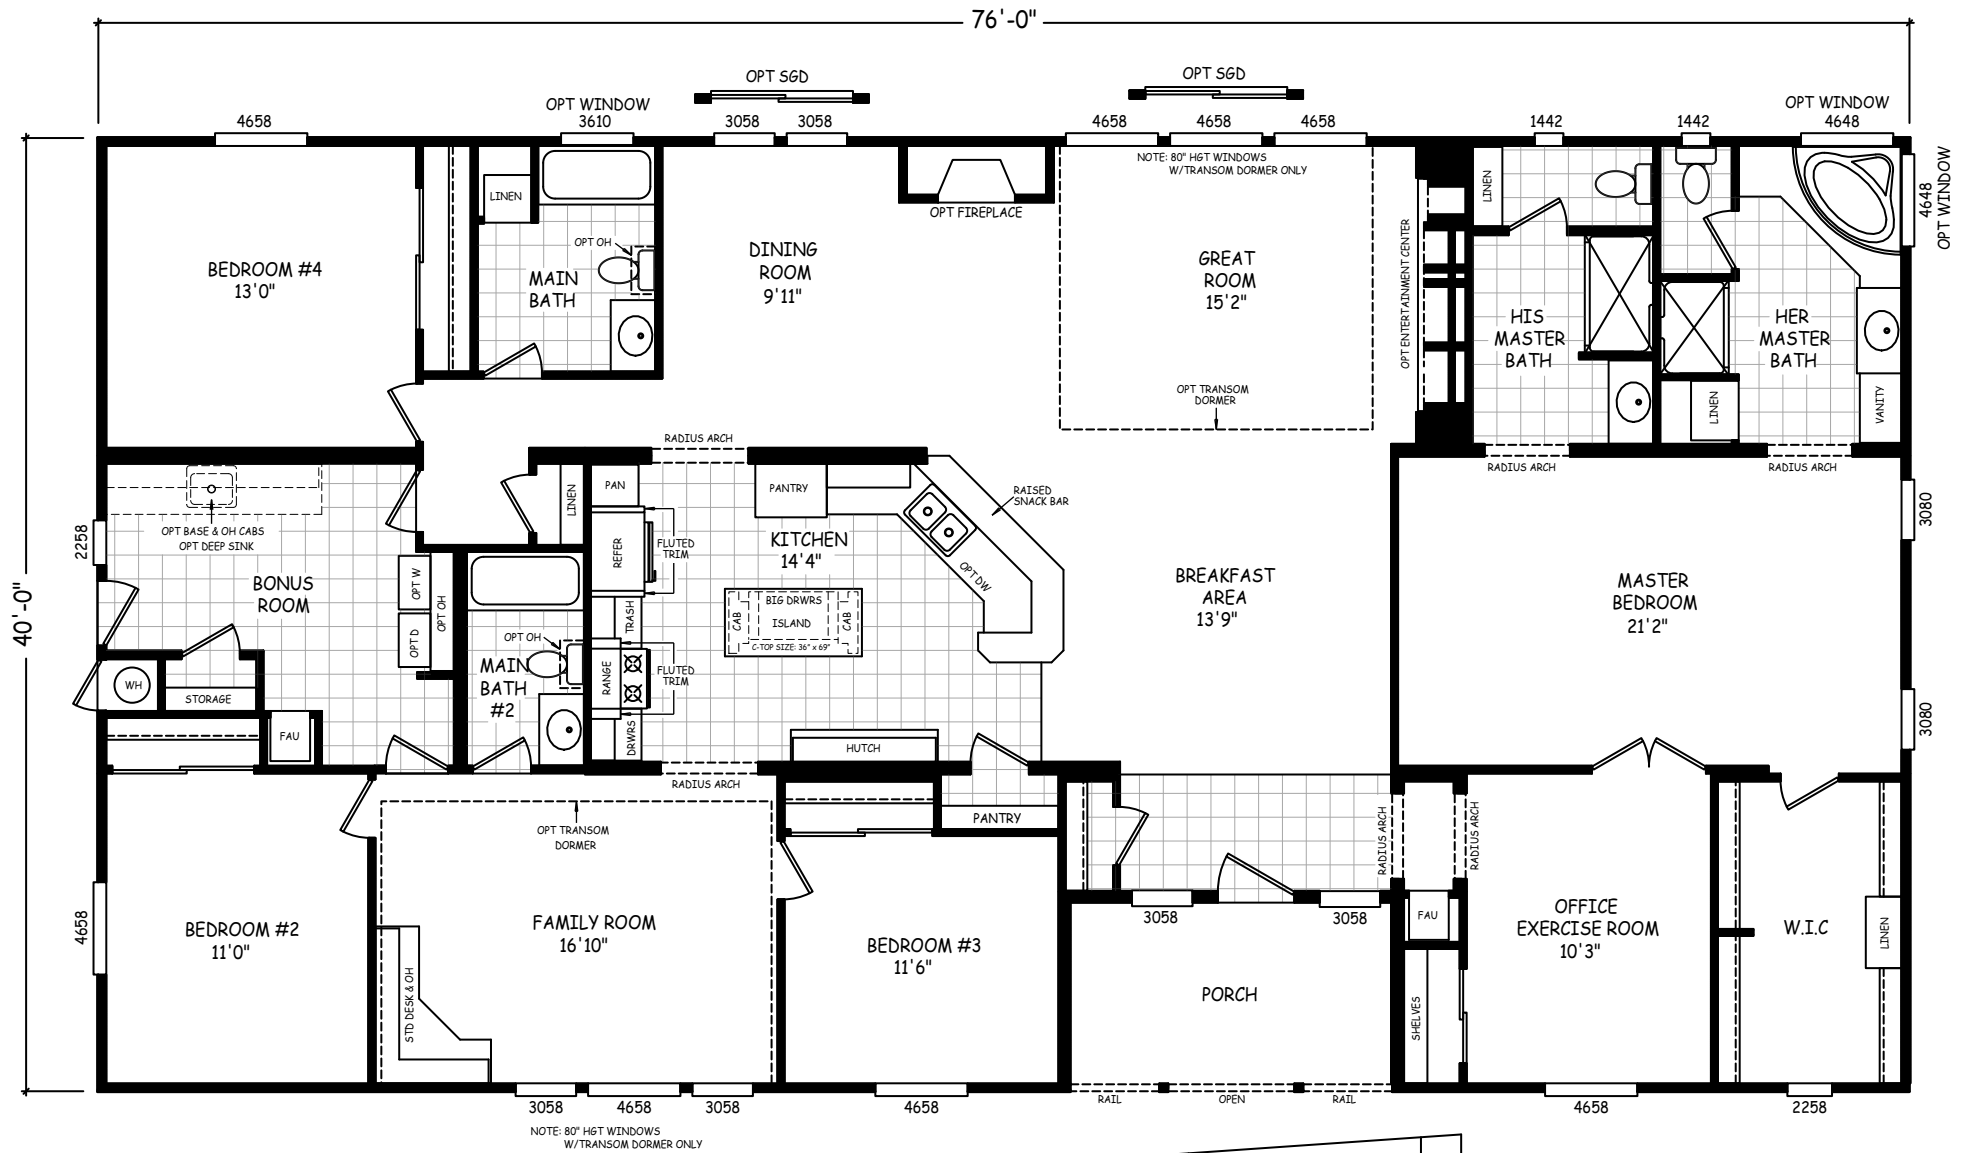 76'-0"
OPT SGD
OPT SGD
OPT WINDOW
OPT WINDOW
4658
3610
3058
3058
4658
4658
4658
1442
1442
4648
NOTE: 80" HGT WINDOWS
W/TRANSOM DORMER ONLY
4648
OPT WINDOW
LINEN
LINEN
OPT FIREPLACE
BEDROOM #4
13'0"
OPT OH
MAIN
BATH
DINING
ROOM
9'11"
GREAT
ROOM
15'2"
OPT ENTERTAINMENT CENTER
HIS
MASTER
BATH
HER
MASTER
BATH
OPT TRANSOM
DORMER
LINEN
VANITY
RADIUS ARCH
RADIUS ARCH
RADIUS ARCH
PAN
PANTRY
LINEN
RAISED
SNACK BAR
2258
OPT BASE & OH CABS
OPT DEEP SINK
KITCHEN
14'4"
REFER
FLUTED
TRIM
OPT DW
3080
40'-0"
BONUS
ROOM
OPT W
OPT D
OPT OH
TRASH
CAB
BIG DRWRS
ISLAND
CAB
C-TOP SIZE: 36" x 69"
BREAKFAST
AREA
13'9"
MASTER
BEDROOM
21'2"
OPT OH
MAIN
BATH
#2
RANGE
FLUTED
TRIM
WH
STORAGE
FAU
DRWRS
HUTCH
3080
RADIUS ARCH
PANTRY
OPT TRANSOM
DORMER
RADIUS ARCH
RADIUS ARCH
4658
BEDROOM #2
11'0"
FAMILY ROOM
16'10"
BEDROOM #3
11'6"
3058
3058
FAU
OFFICE
EXERCISE ROOM
10'3"
W.I.C
LINEN
STD DESK & OH
PORCH
SHELVES
3058
4658
3058
4658
RAIL
OPEN
RAIL
4658
2258
NOTE: 80" HGT WINDOWS
W/TRANSOM DORMER ONLY